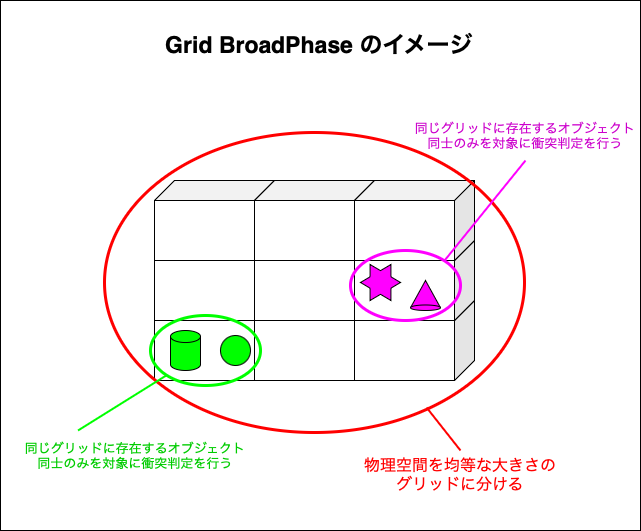 Grid BroadPhase のイメージ
同じグリッドに存在するオブジェクト
同士のみを対象に衝突判定を行う
同じグリッドに存在するオブジェクト
同士のみを対象に衝突判定を行う
物理空間を均等な大きさの
グリッドに分ける